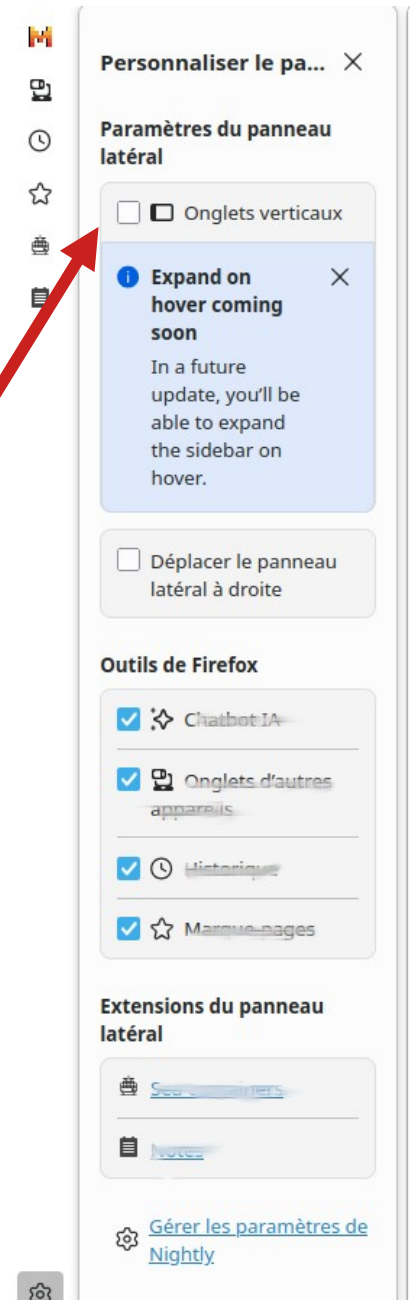 Personnaliser le pa...
Paramètres du panneau
latéral
Onglets verticaux
Expand on
hover coming
soon
In a future
update, you'll be
able to expand
the sidebar on
hover.
Déplacer le panneau
latéral à droite
Outils de Firefox
Chatbot IA
Onglets d'autres
appareils
Historique
Marque-pages
Extensions du panneau
latéral
Notes
Gérer les paramètres de
Nightly